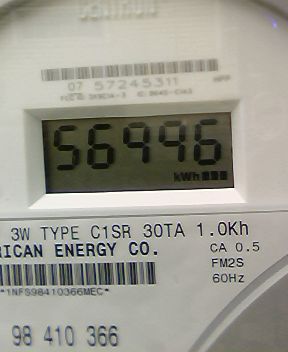 CENTRON
07 57245311
56996
kWh
3W TYPE C1SR 30TA 1.0Kh
RICAN ENERGY CO.
CA 0.5
FM2S
60Hz
*1NFS98410366MEC*
98 410 366